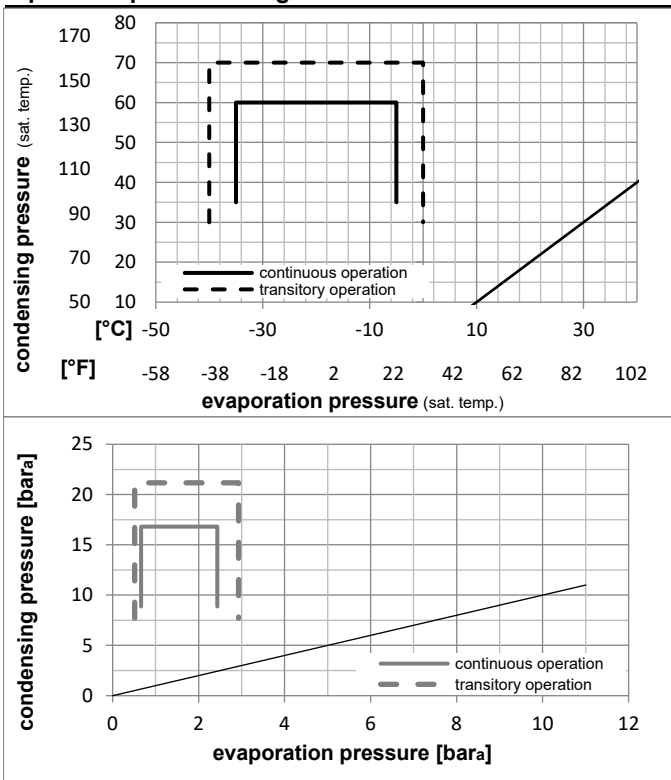 condensing pressure (sat. temp.)
170 80
150 70
130 60
50
110 40
90 30
70 20
50 10
continuous operation
transitory operation
[°C] -50 -30 -10 10 30
[°F] -58 -38 -18 2 22 42 62 82 102
evaporation pressure (sat. temp.)
condensing pressure [bara]
25
20
15
10
5
0
continuous operation
transitory operation
0 2 4 6 8 10 12
evaporation pressure [bara]